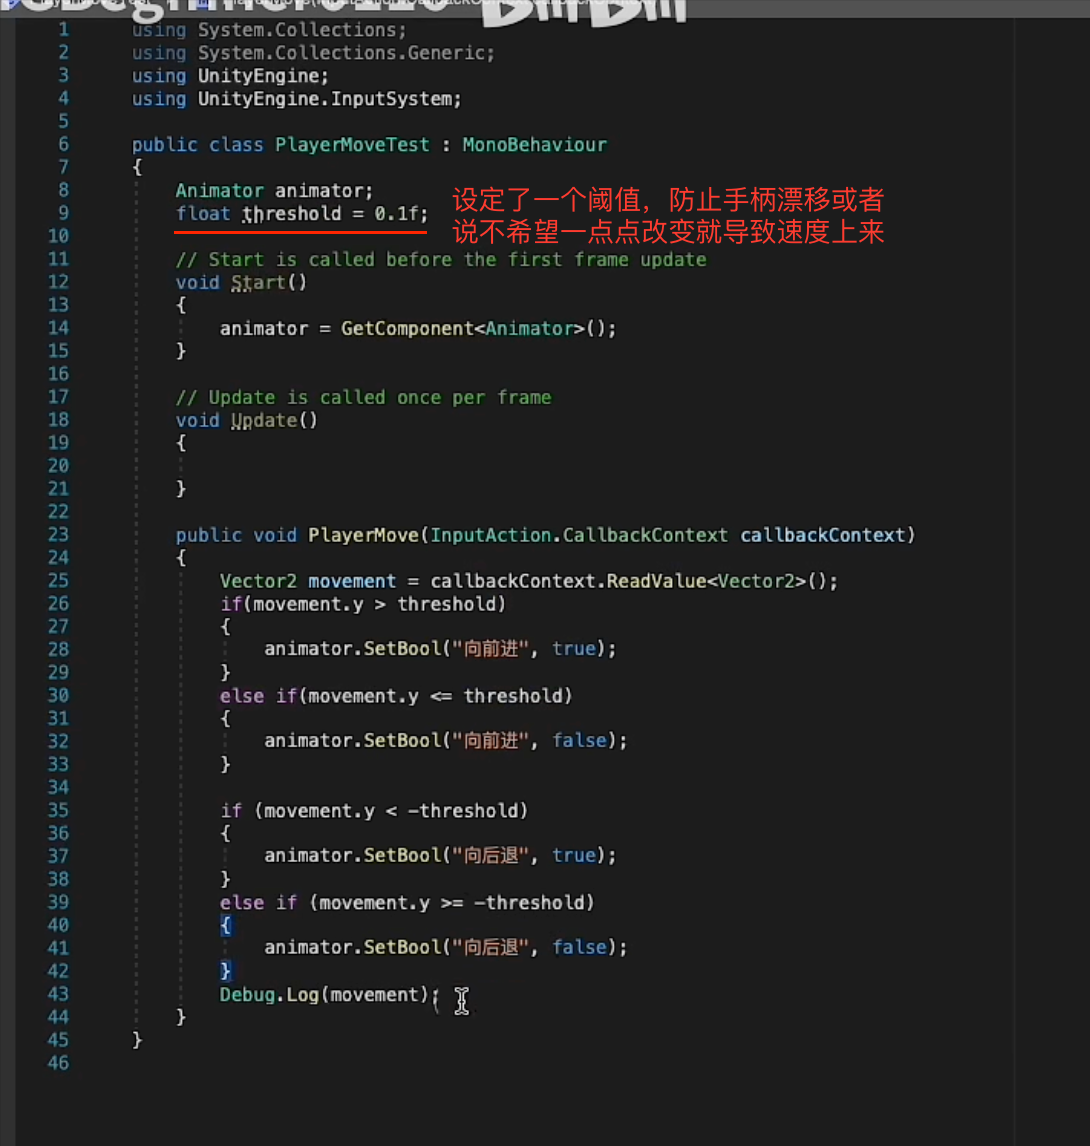 BiliBili
1 using System.Collections;
2 using System.Collections.Generic;
3 using UnityEngine;
4 using UnityEngine.InputSystem;
5
6 public class PlayerMoveTest : MonoBehaviour
7 {
8 Animator animator;
9 float threshold = 0.1f;
设定了一个阈值，防止手柄漂移或者
说不希望一点点改变就导致速度上来
10
11 // Start is called before the first frame update
12 void Start()
13 {
14 animator = GetComponent<Animator>();
15 }
16
17 // Update is called once per frame
18 void Update()
19 {
20
21 }
22
23 public void PlayerMove(InputAction.CallbackContext callbackContext)
24 {
25 Vector2 movement = callbackContext.ReadValue<Vector2>();
26 if(movement.y > threshold)
27 {
28 animator.SetBool("向前进", true);
29 }
30 else if(movement.y <= threshold)
31 {
32 animator.SetBool("向前进", false);
33 }
34
35 if (movement.y < -threshold)
36 {
37 animator.SetBool("向后退", true);
38 }
39 else if (movement.y >= -threshold)
40 {
41 animator.SetBool("向后退", false);
42 }
43 Debug.Log(movement);
44 }
45 }
46